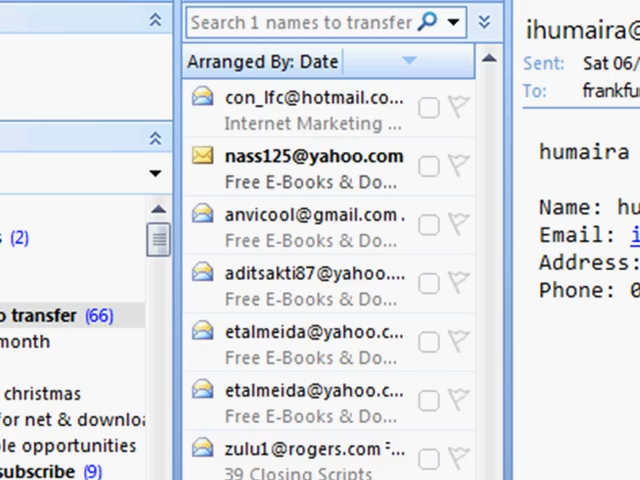 (2)
o transfer (66)
month
christmas
for net & downloa
le opportunities
subscribe (9)
Search 1 names to transfer
Arranged By: Date
con_lfc@hotmail.co...
Internet Marketing ...
nass125@yahoo.com
Free E-Books & Do...
anvicool@gmail.com .
Free E-Books & Do...
aditsakti87@yahoo....
Free E-Books & Do...
etalmeida@yahoo.c...
Free E-Books & Do...
etalmeida@yahoo.c...
Free E-Books & Do...
zulu1@rogers.com ...
39 Closing Scripts
ihumaira@
Sent: Sat 06/
To: frankfu
humaira
Name: hu
Email: i
Address:
Phone: 0